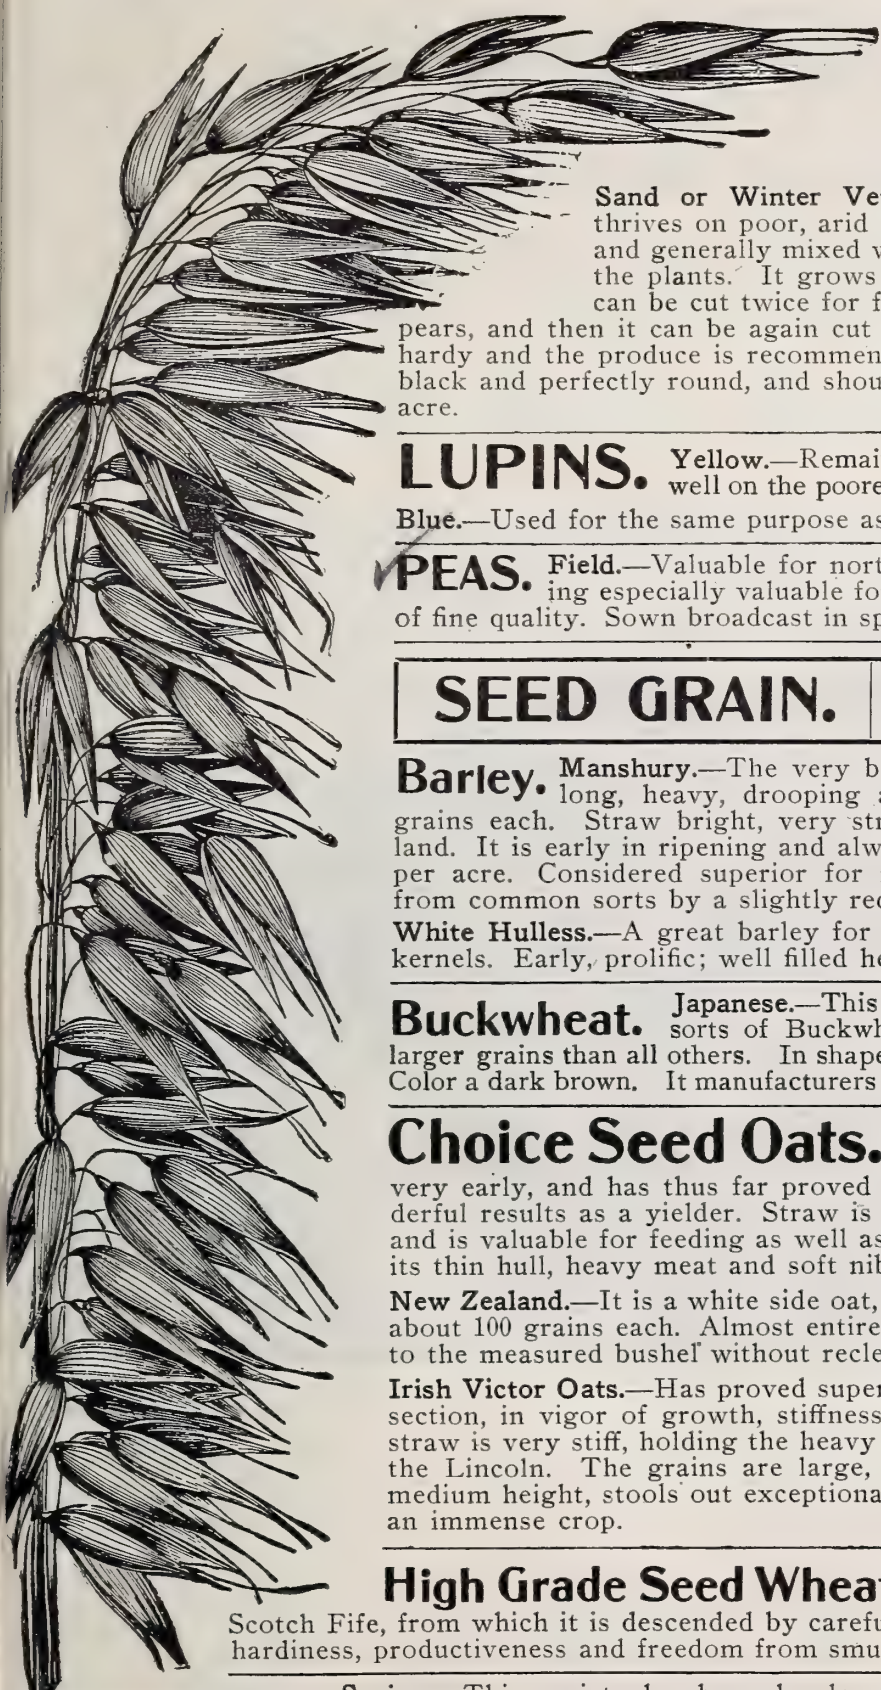 Sand or Winter Ve
thrives on poor, arid
and generally mixed
the plants. It grows
can be cut twice for f
pears, and then it can be again cut
hardy and the produce is recommen
black and perfectly round, and shou
acre.
LUPINS. Yellow.—Remai
well on the poore
Blue.—Used for the same purpose as
PEAS. Field.—Valuable for nort
ing especially valuable fo
of fine quality. Sown broadcast in sp
SEED GRAIN.
Barley. Manshury.—The very b
long, heavy, drooping
grains each. Straw bright, very str
land. It is early in ripening and alw
per acre. Considered superior for
from common sorts by a slightly rec
White Hulless.—A great barley for
kernels. Early, prolific; well filled he
Buckwheat. Japanese.—This
sorts of Buckwh
larger grains than all others. In shape
Color a dark brown. It manufacturers
Choice Seed Oats.
very early, and has thus far proved
derful results as a yielder. Straw is
and is valuable for feeding as well as
its thin hull, heavy meat and soft nib
New Zealand.—It is a white side oat,
about 100 grains each. Almost entire
to the measured bushel without recle
Irish Victor Oats.—Has proved super
section, in vigor of growth, stiffness
straw is very stiff, holding the heavy
the Lincoln. The grains are large,
medium height, stools out exceptiona
an immense crop.
High Grade Seed Whea
Scotch Fife, from which it is descended by carefu
hardiness, productiveness and freedom from smu